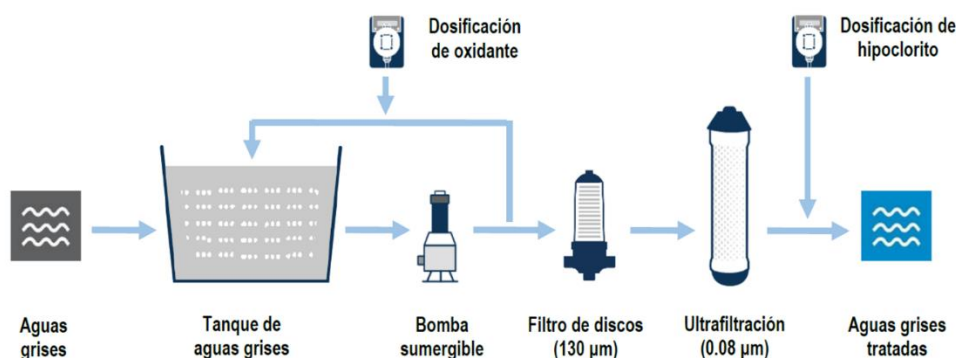 Dosificación
de oxidante
Dosificación de
hipoclorito
Aguas
grises
Tanque de
aguas grises
Bomba
sumergible
Filtro de discos
(130 μm)
Ultrafiltración
(0.08 μm)
Aguas grises
tratadas